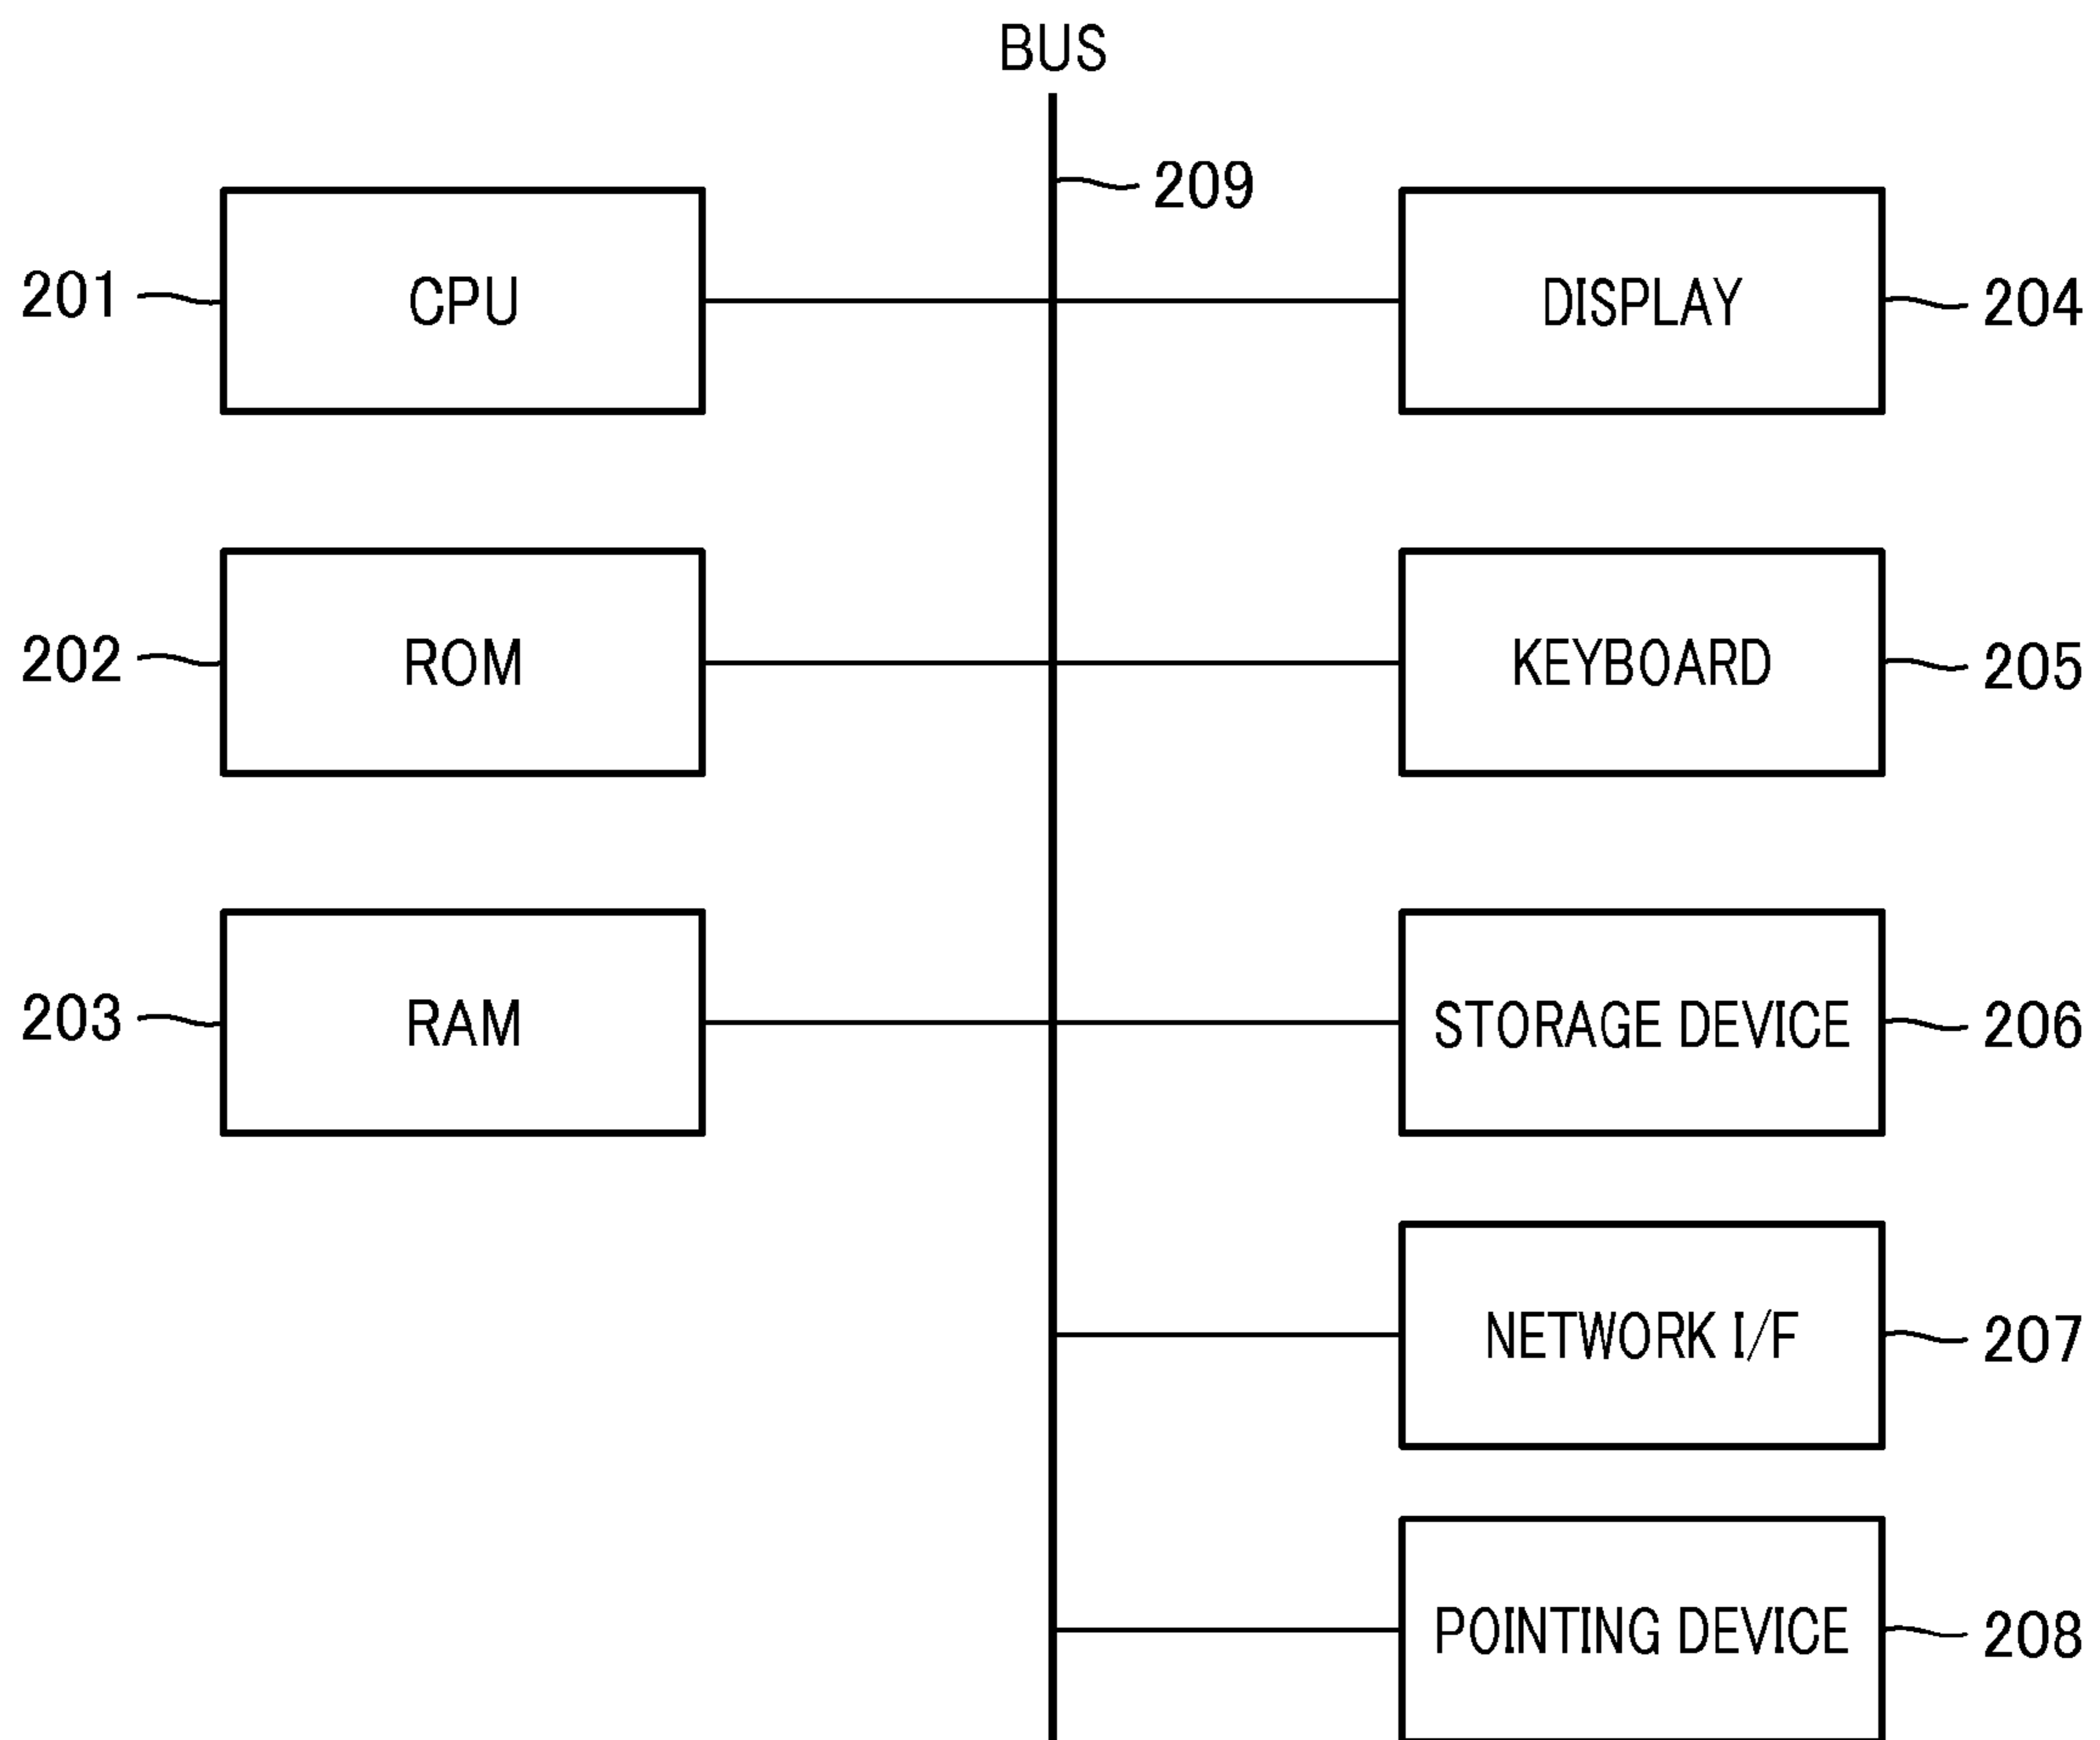 BUS
209
201
CPU
DISPLAY
204
202
ROM
KEYBOARD
205
203
RAM
STORAGE DEVICE
206
NETWORK I/F
207
POINTING DEVICE
208